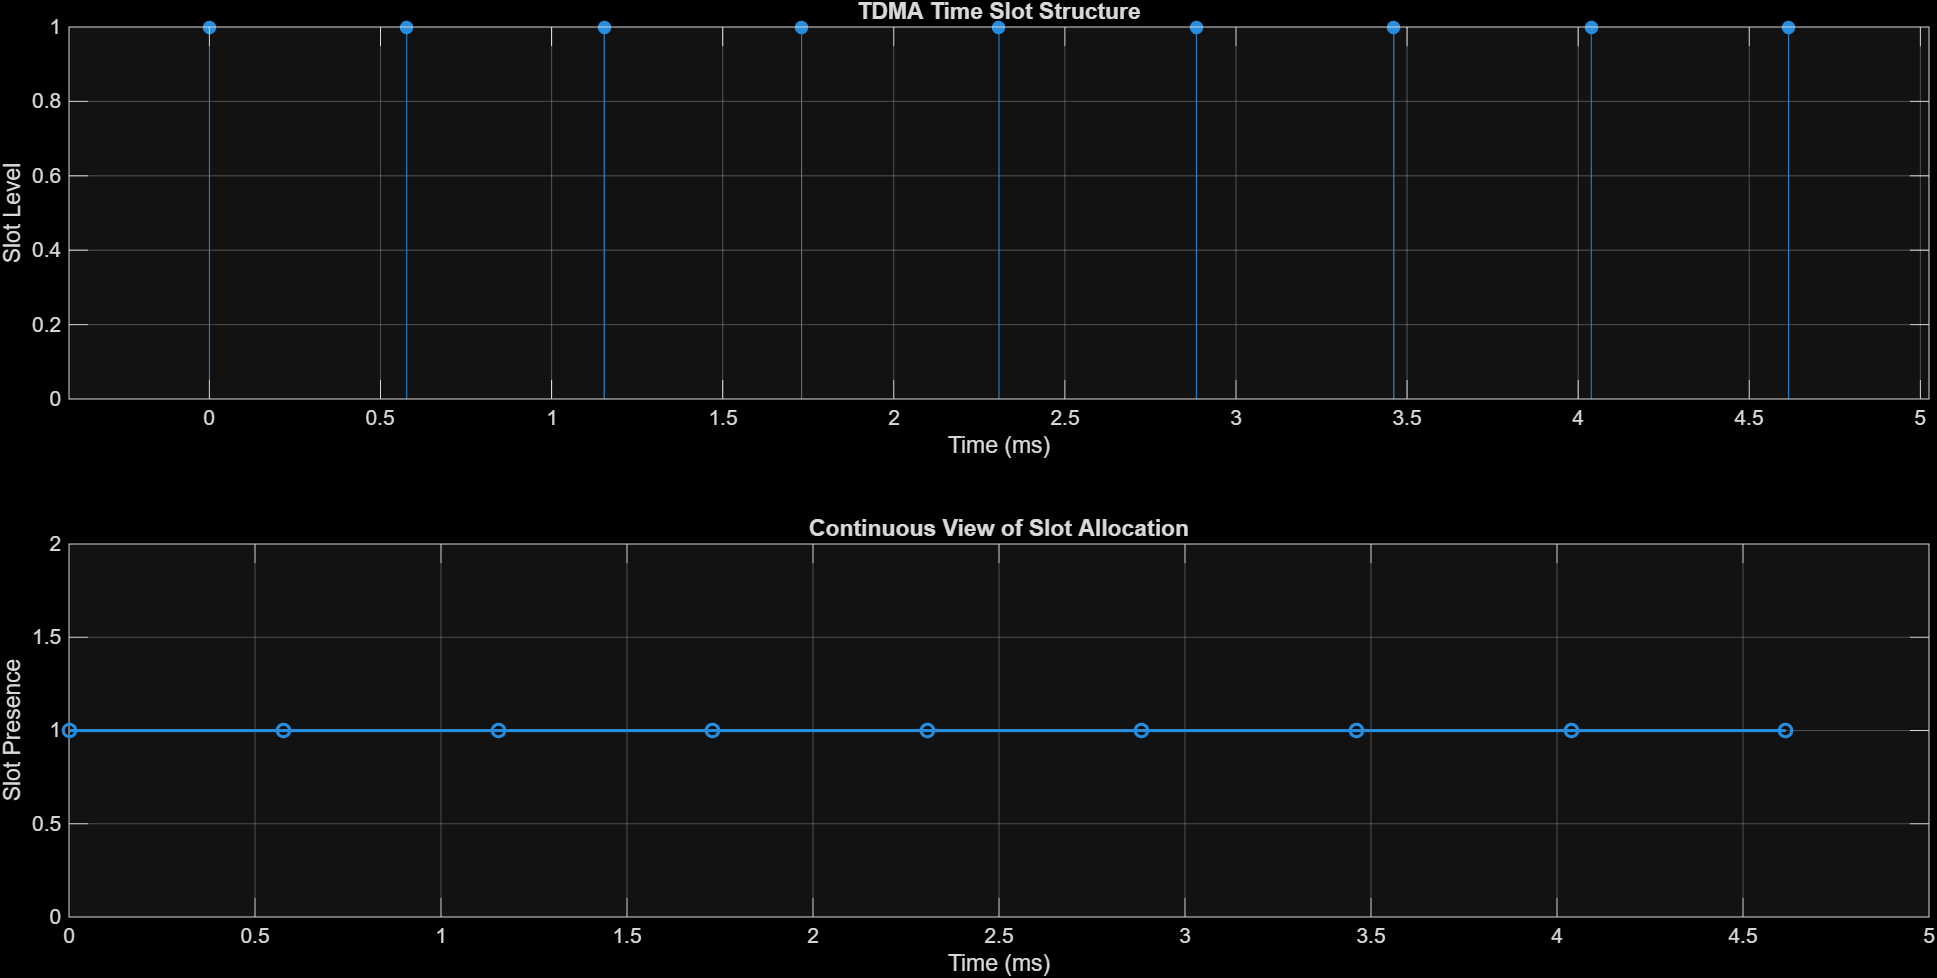 TDMA Time Slot Structure
1
0.8
0.6
0.4
0.2
0
Slot Level
0 0.5 1 1.5 2 2.5 3 3.5 4 4.5 5
Time (ms)
Continuous View of Slot Allocation
2
1.5
1
0.5
0
Slot Presence
0 0.5 1 1.5 2 2.5 3 3.5 4 4.5 5
Time (ms)